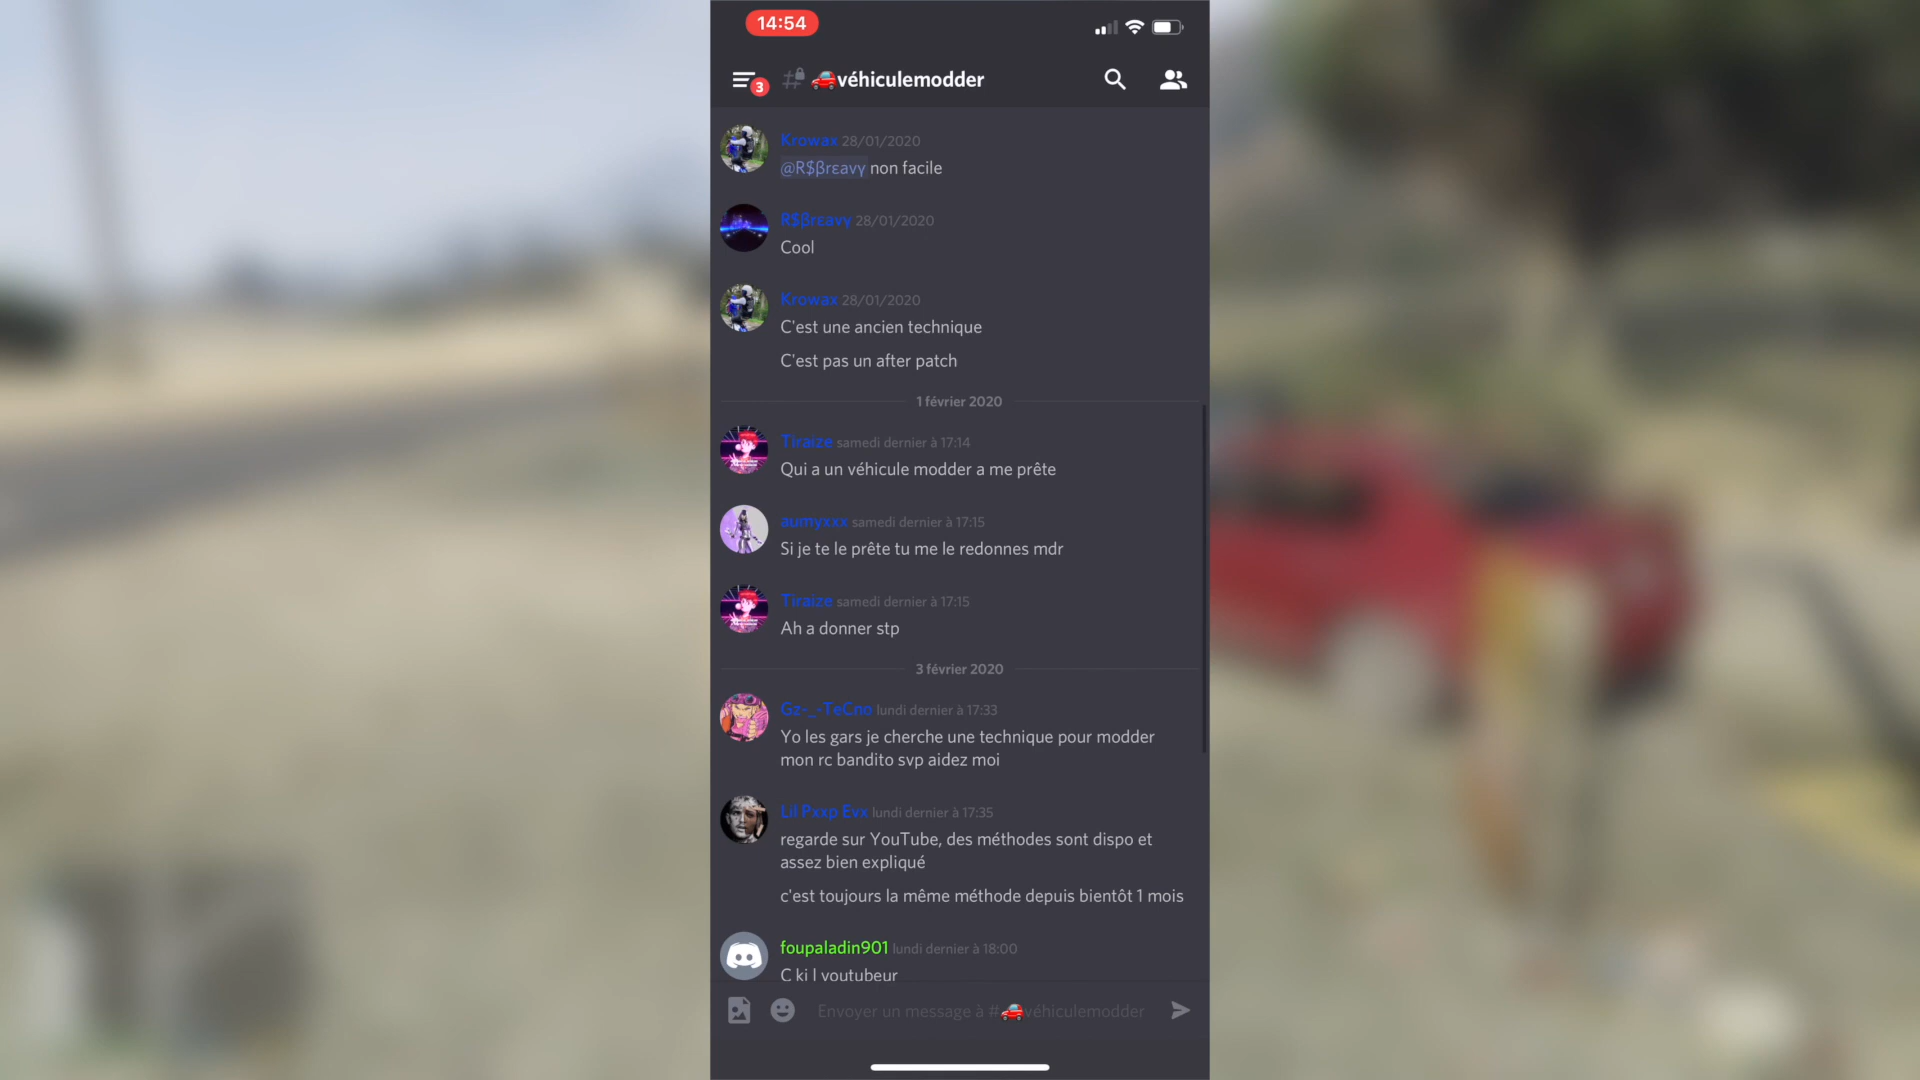 14:54
3
véhiculemodder
Krowax 28/01/2020
@R$βrεavγ non facile
R$βrεavγ 28/01/2020
Cool
Krowax 28/01/2020
C'est une ancien technique
C'est pas un after patch
1 février 2020
Tiraize samedi dernier à 17:14
Qui a un véhicule modder a me prête
aumyxxx samedi dernier à 17:15
Si je te le prête tu me le redonnes mdr
Tiraize samedi dernier à 17:15
Ah a donner stp
3 février 2020
Gz-_-TeCno lundi dernier à 17:33
Yo les gars je cherche une technique pour modder
mon rc bandito svp aidez moi
Lil Pxxp Evx lundi dernier à 17:35
regarde sur YouTube, des méthodes sont dispo et
assez bien expliqué
c'est toujours la même méthode depuis bientôt 1 mois
foupaladin901 lundi dernier à 18:00
C ki l youtubeur
Envoyer un message à #🚗véhiculemodder